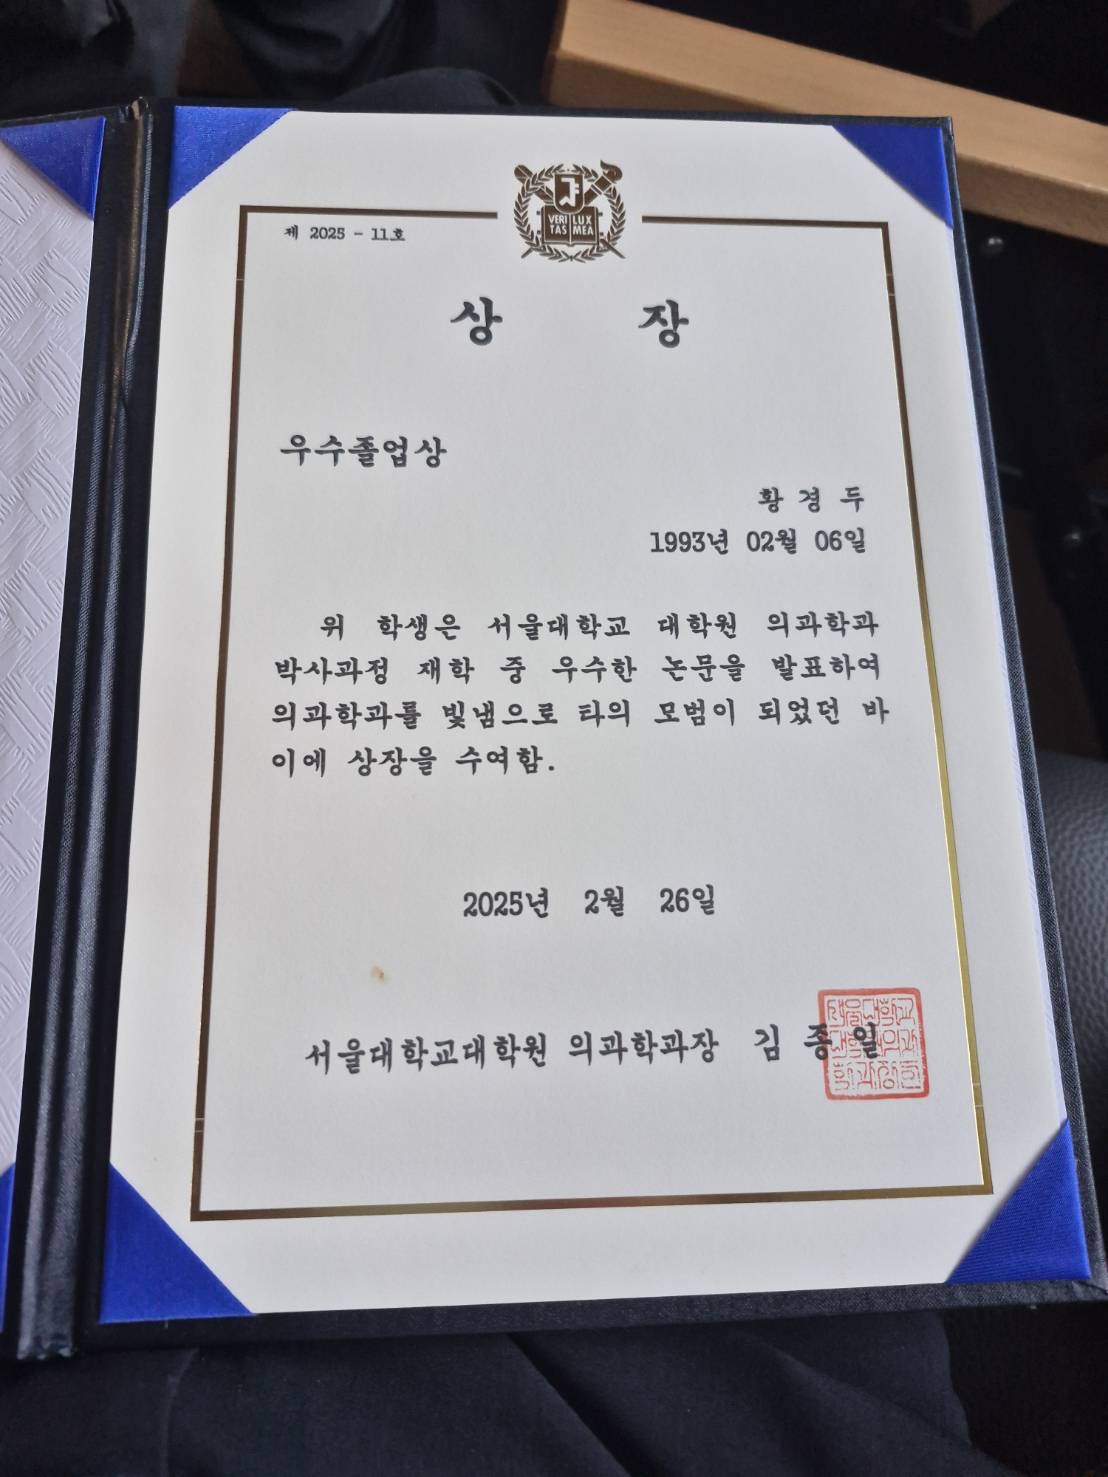 VERI LUX
TAS MEA
제 2025 - 11호
상 장
우수졸업상
황 경 두
1993년 02월 06일
위 학생은 서울대학교 대학원 의과학과
박사과정 재학 중 우수한 논문을 발표하여
의과학과를 빛냄으로 타의 모범이 되었던 바
이에 상장을 수여함.
2025년 2월 26일
서울대학교대학원 의과학과장 김 종 일